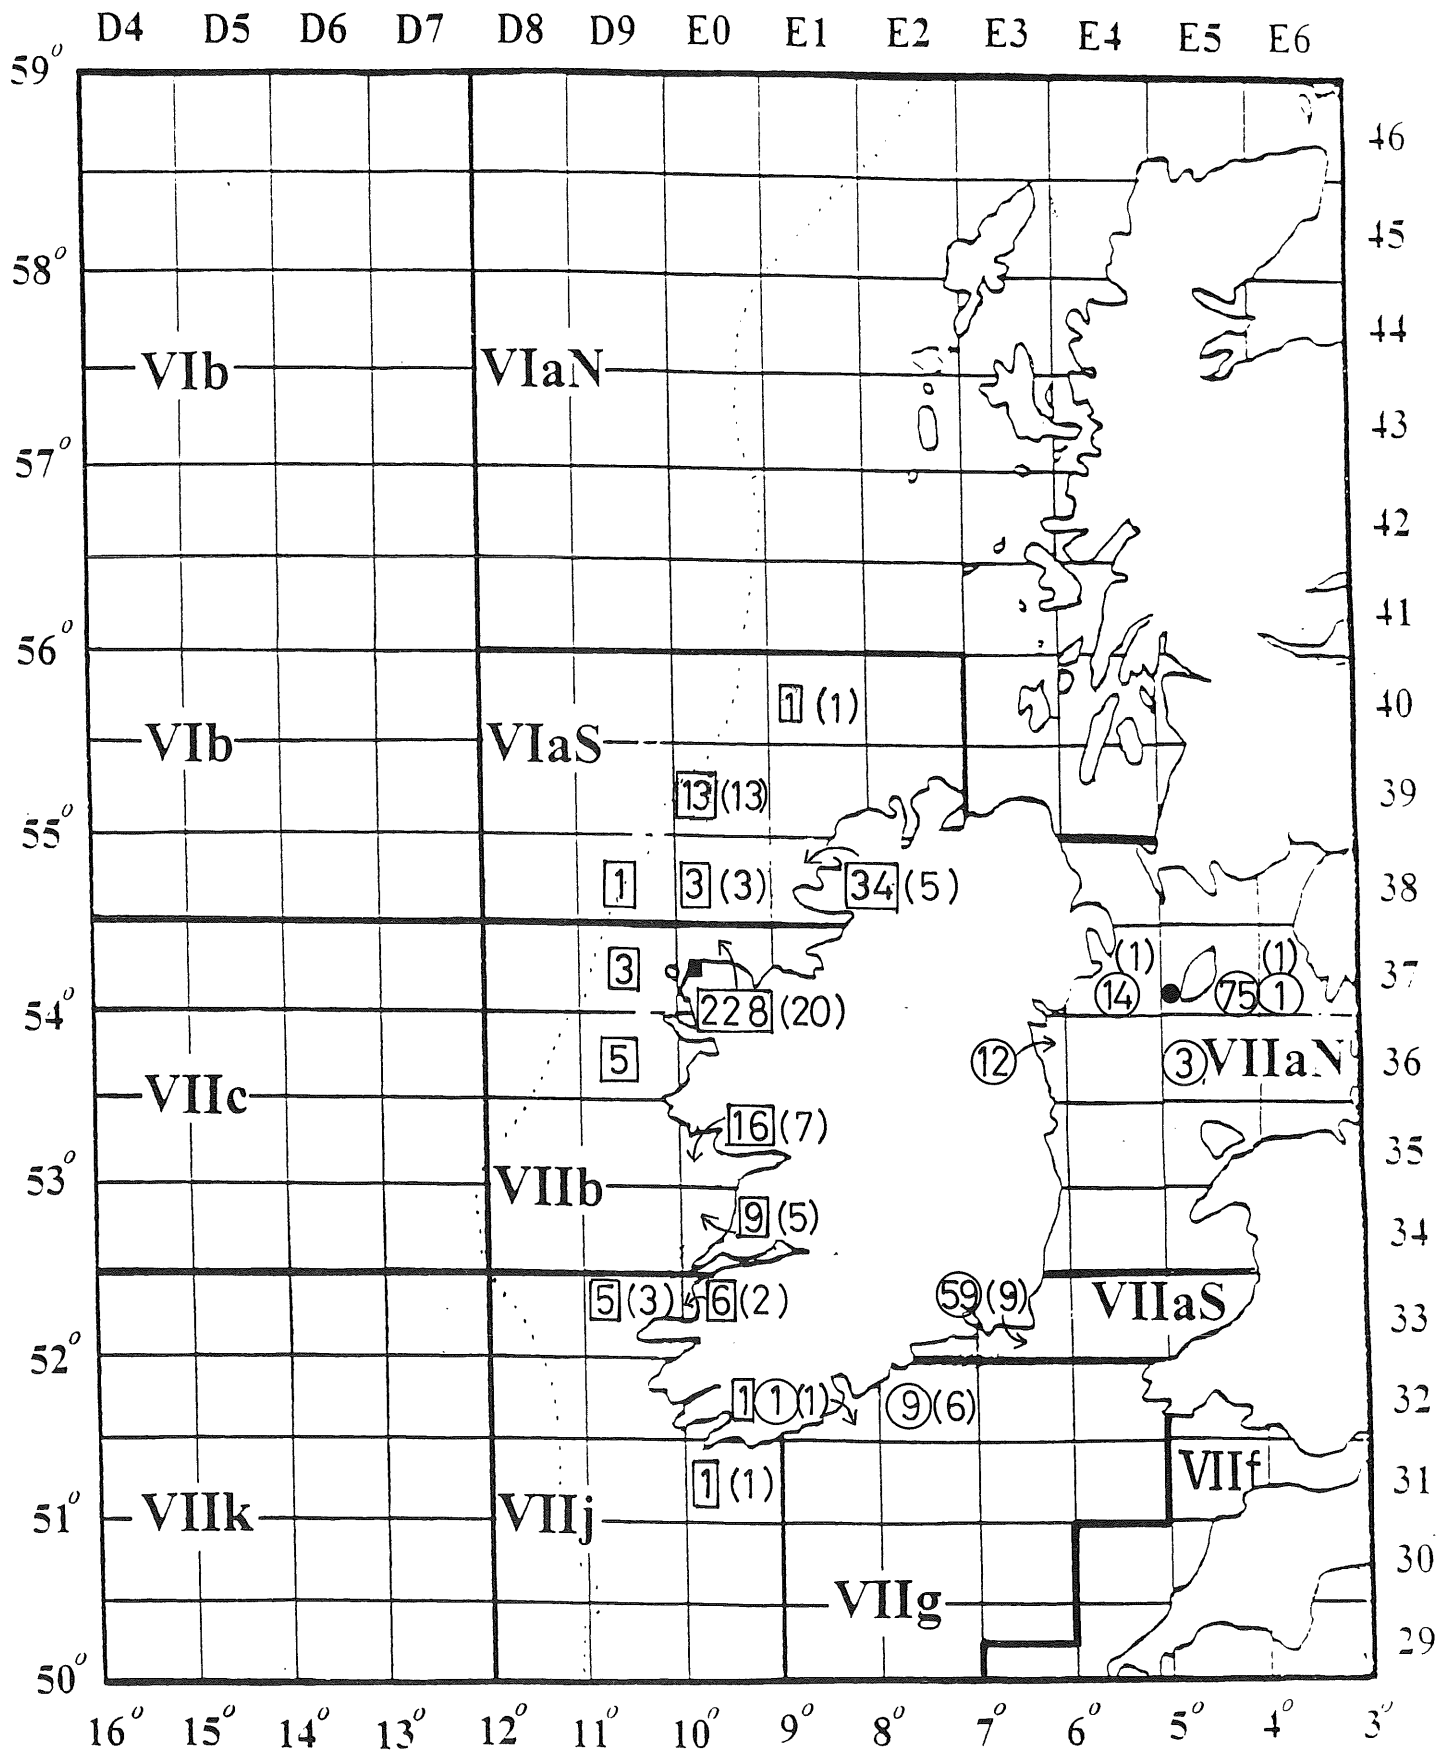 D4 D5 D6 D7 D8 D9 E0 E1 E2 E3 E4 E5 E6
59°
46
45
58°
44
VIb VIaN
43
57°
42
41
56°
1 (1) 40
VIb VIaS
13 (13) 39
55°
1 3 (3) 34 (5) 38
3 (1) (1) 37
14 75 1
54° 228 (20)
5 12 3 VIIaN 36
VIIc
16 (7) 35
53° VIIb
9 (5) 34
5 (3) 6 (2) 59 (9) VIIaS 33
52°
1 1 (1) 9 (6) 32
1 (1) VIIf 31
51° VIIk VIIj
30
VIIg
29
50°
16° 15° 14° 13° 12° 11° 10° 9° 8° 7° 6° 5° 4° 3°